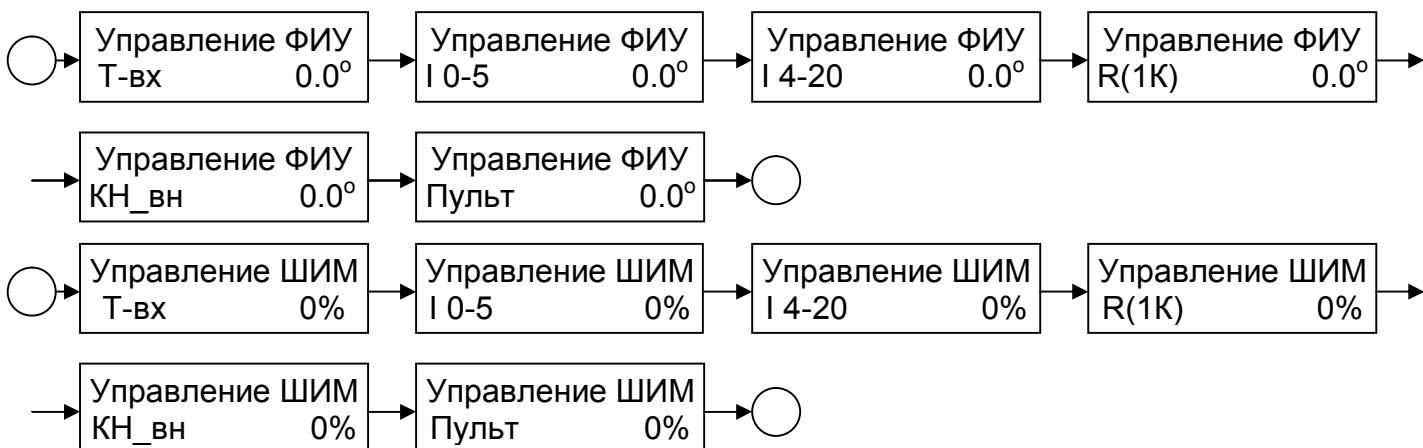 Управление ФИУ Управление ФИУ Управление ФИУ Управление ФИУ
Т-вх 0.0° I 0-5 0.0° I 4-20 0.0° R(1К) 0.0°
Управление ФИУ Управление ФИУ
КН_вн 0.0° Пульт 0.0°
Управление ШИМ Управление ШИМ Управление ШИМ Управление ШИМ
Т-вх 0% I 0-5 0% I 4-20 0% R(1К) 0%
Управление ШИМ Управление ШИМ
КН_вн 0% Пульт 0%